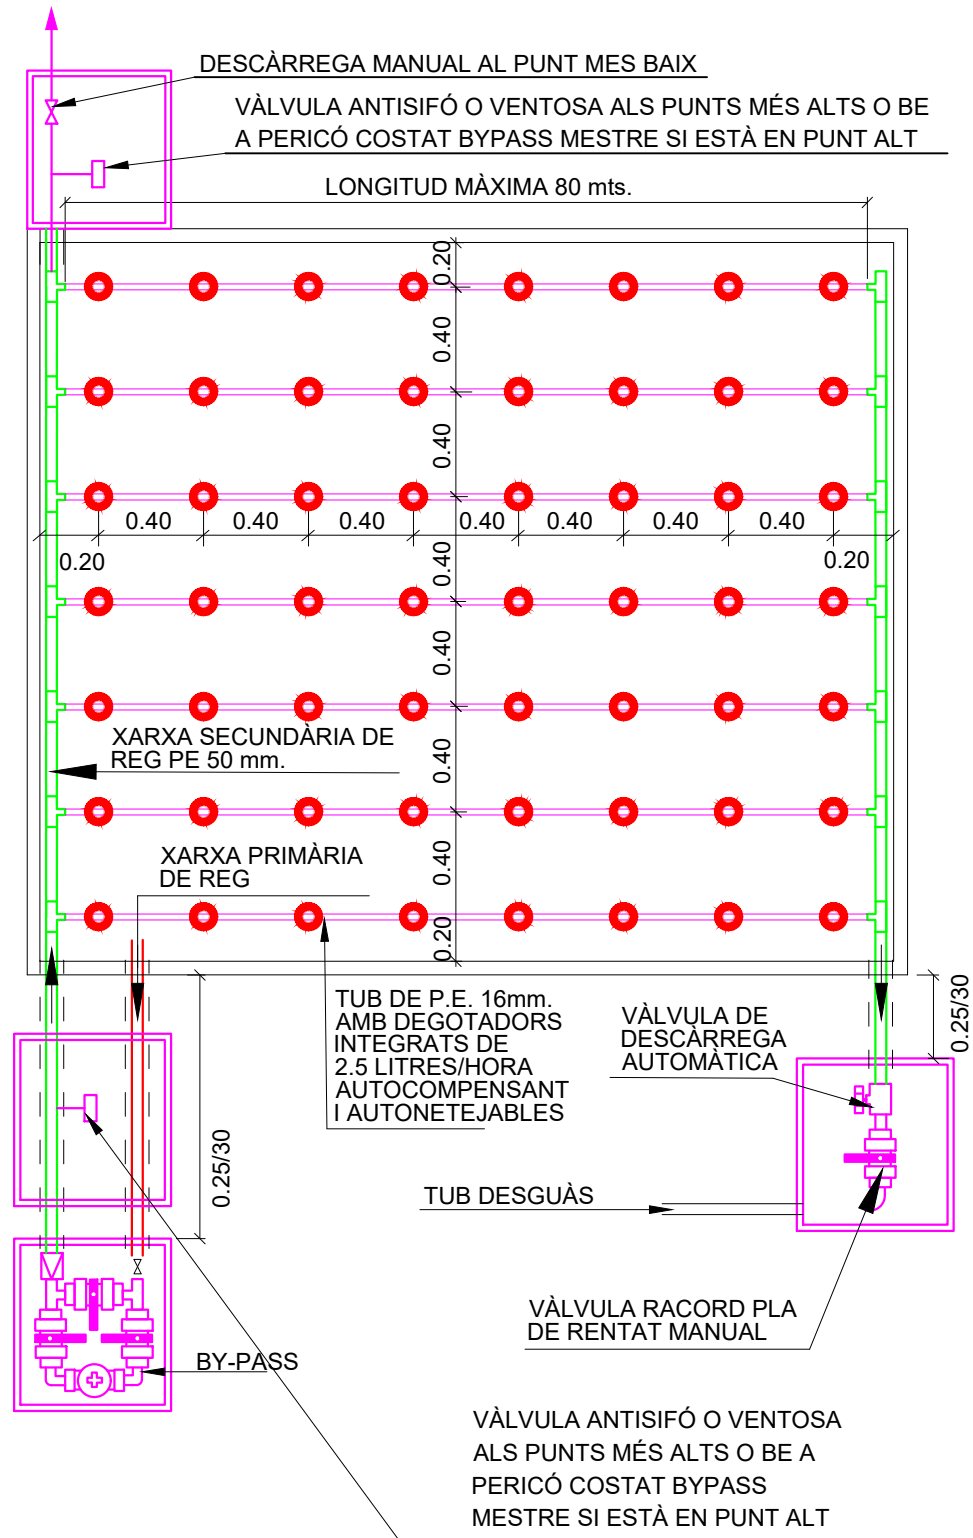 DESCÀRREGA MANUAL AL PUNT MES BAIX
VÀLVULA ANTISIFÓ O VENTOSA ALS PUNTS MÉS ALTS O BE
A PERICÓ COSTAT BYPASS MESTRE SI ESTÀ EN PUNT ALT
LONGITUD MÀXIMA 80 mts.
0.20
0.40
0.40
0.40 0.40 0.40 0.40 0.40 0.40 0.40
0.20 0.20
0.40
0.40
XARXA SECUNDÀRIA DE
REG PE 50 mm.
0.40
XARXA PRIMÀRIA
DE REG
0.40
0.20
TUB DE P.E. 16mm.
AMB DEGOTADORS
INTEGRATS DE
2.5 LITRES/HORA
AUTOCOMPENSANT
I AUTONETEJABLES
VÀLVULA DE
DESCÀRREGA
AUTOMÀTICA
0.25/30
0.25/30
TUB DESGUÀS
VÀLVULA RACORD PLA
DE RENTAT MANUAL
BY-PASS
VÀLVULA ANTISIFÓ O VENTOSA
ALS PUNTS MÉS ALTS O BE A
PERICÓ COSTAT BYPASS
MESTRE SI ESTÀ EN PUNT ALT